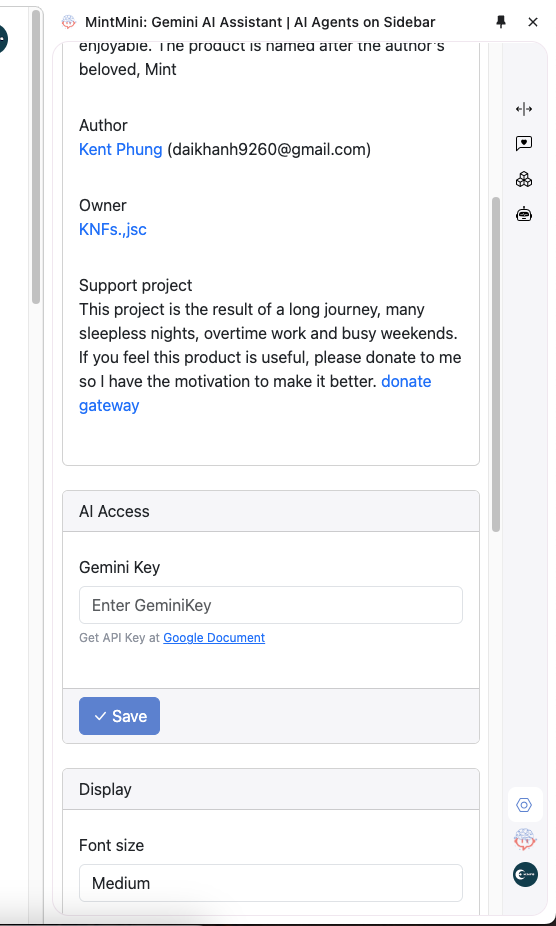 MintMini: Gemini AI Assistant | AI Agents on Sidebar
enjoyable. The product is named after the author's
beloved, Mint
Author
Kent Phung (daikhanh9260@gmail.com)
Owner
KNFs.,jsc
Support project
This project is the result of a long journey, many
sleepless nights, overtime work and busy weekends.
If you feel this product is useful, please donate to me
so I have the motivation to make it better. donate
gateway
AI Access
Gemini Key
Enter GeminiKey
Get API Key at Google Document
Save
Display
Font size
Medium